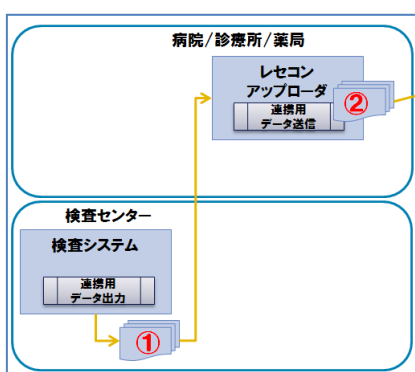 病院/診療所/薬局
レセコン
アップローダ
連携用
データ送信
②
検査センター
検査システム
連携用
データ出力
①